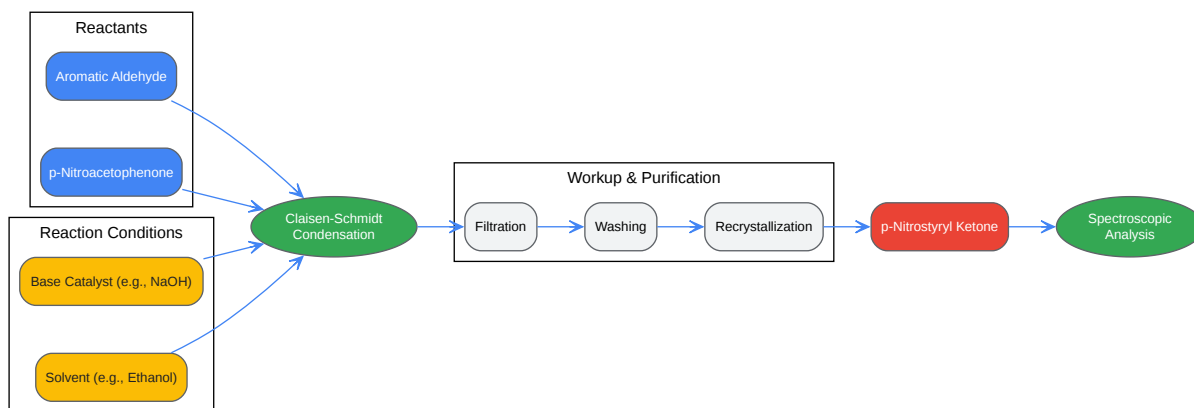 Reactants
Aromatic Aldehyde
p-Nitroacetophenone
Reaction Conditions
Base Catalyst (e.g., NaOH)
Solvent (e.g., Ethanol)
Claisen-Schmidt
Condensation
Workup & Purification
Filtration
Washing
Recrystallization
p-Nitrostyryl Ketone
Spectroscopic
Analysis